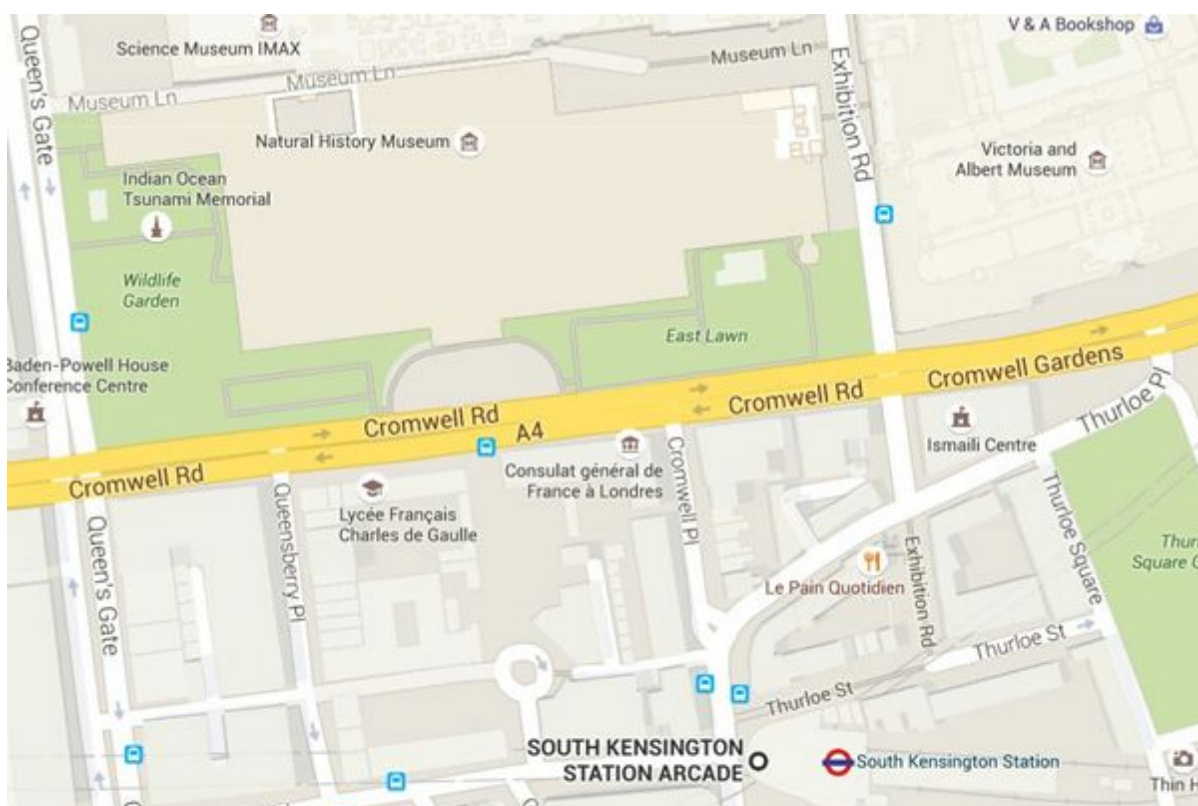 Queen's Gate
Science Museum IMAX
Museum Ln
Museum Ln
Museum Ln
Exhibition Rd
V & A Bookshop
Natural History Museum
Victoria and
Albert Museum
Indian Ocean
Tsunami Memorial
Wildlife
Garden
East Lawn
Baden-Powell House
Conference Centre
Cromwell Rd
A4
Cromwell Rd
Cromwell Rd
Cromwell Gardens
Thurloe Pl
Ismaili Centre
Consulat général de
France à Londres
Cromwell Pl
Lycée Français
Charles de Gaulle
Queen's Gate
Queensberry Pl
Le Pain Quotidien
Exhibition Rd
Thurloe Square
Thur
Square
Thurloe St
Thurloe St
SOUTH KENSINGTON
STATION ARCADE
South Kensington Station
Thin